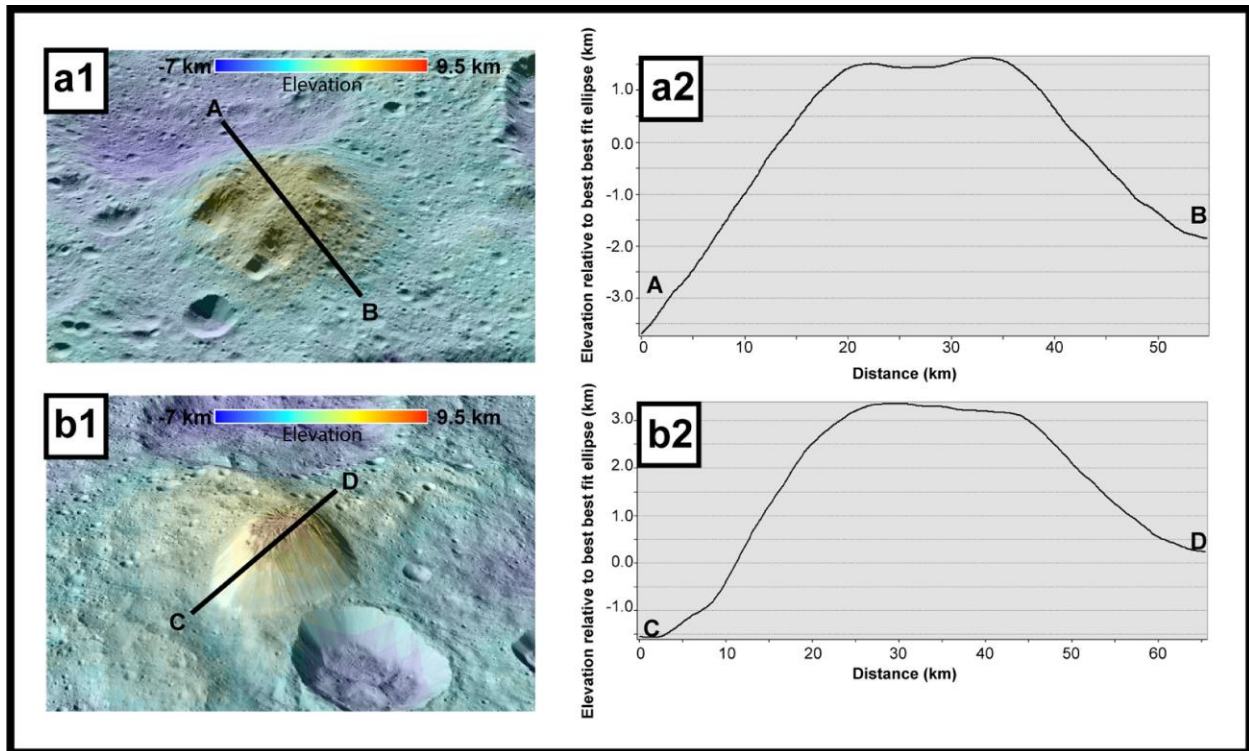 a1
-7 km 9.5 km
Elevation
A
B
a2
Elevation relative to best best fit ellipse (km)
1.0
0.0
-1.0
-2.0
-3.0
A
B
0 10 20 30 40 50
Distance (km)
b1
-7 km 9.5 km
Elevation
D
C
b2
Elevation relative to best best fit ellipse (km)
3.0
2.0
1.0
0.0
-1.0
C
D
0 10 20 30 40 50 60
Distance (km)